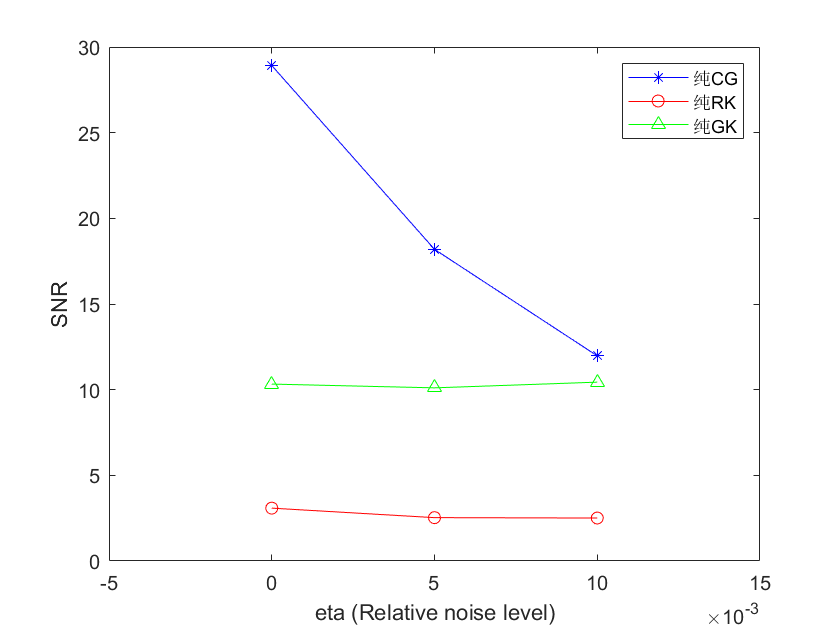 30
25
20
15
10
5
0
SNR
-5 0 5 10 15
eta (Relative noise level)
×10-3
纯CG
纯RK
纯GK